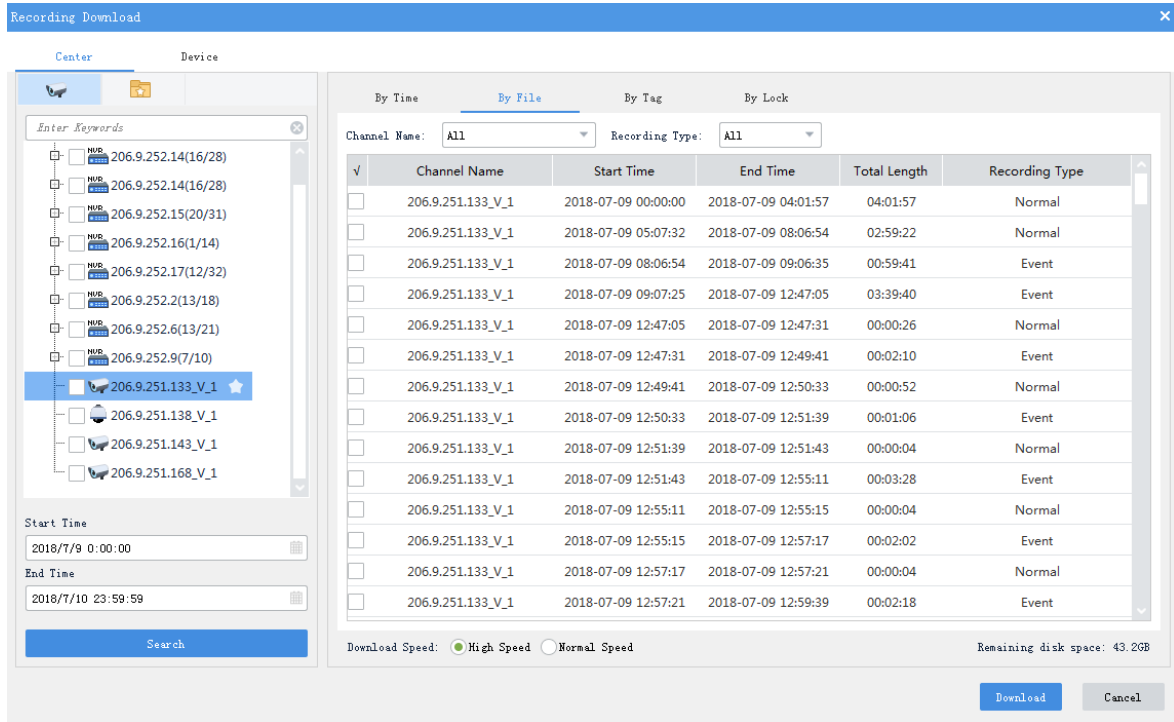 Recording Download
Center Device
Enter Keywords
NVR 206.9.252.14(16/28)
NVR 206.9.252.14(16/28)
NVR 206.9.252.15(20/31)
NVR 206.9.252.16(1/14)
NVR 206.9.252.17(12/32)
NVR 206.9.252.2(13/18)
NVR 206.9.252.6(13/21)
NVR 206.9.252.9(7/10)
206.9.251.133_V_1
206.9.251.138_V_1
206.9.251.143_V_1
206.9.251.168_V_1
Start Time
2018/7/9 0:00:00
End Time
2018/7/10 23:59:59
Search
By Time By File By Tag By Lock
Channel Name: All Recording Type: All
√ Channel Name Start Time End Time Total Length Recording Type
206.9.251.133_V_1 2018-07-09 00:00:00 2018-07-09 04:01:57 04:01:57 Normal
206.9.251.133_V_1 2018-07-09 05:07:32 2018-07-09 08:06:54 02:59:22 Normal
206.9.251.133_V_1 2018-07-09 08:06:54 2018-07-09 09:06:35 00:59:41 Event
206.9.251.133_V_1 2018-07-09 09:07:25 2018-07-09 12:47:05 03:39:40 Event
206.9.251.133_V_1 2018-07-09 12:47:05 2018-07-09 12:47:31 00:00:26 Normal
206.9.251.133_V_1 2018-07-09 12:47:31 2018-07-09 12:49:41 00:02:10 Event
206.9.251.133_V_1 2018-07-09 12:49:41 2018-07-09 12:50:33 00:00:52 Normal
206.9.251.133_V_1 2018-07-09 12:50:33 2018-07-09 12:51:39 00:01:06 Event
206.9.251.133_V_1 2018-07-09 12:51:39 2018-07-09 12:51:43 00:00:04 Normal
206.9.251.133_V_1 2018-07-09 12:51:43 2018-07-09 12:55:11 00:03:28 Event
206.9.251.133_V_1 2018-07-09 12:55:11 2018-07-09 12:55:15 00:00:04 Normal
206.9.251.133_V_1 2018-07-09 12:55:15 2018-07-09 12:57:17 00:02:02 Event
206.9.251.133_V_1 2018-07-09 12:57:17 2018-07-09 12:57:21 00:00:04 Normal
206.9.251.133_V_1 2018-07-09 12:57:21 2018-07-09 12:59:39 00:02:18 Event
Download Speed: High Speed Normal Speed Remaining disk space: 43.2GB
Download Cancel